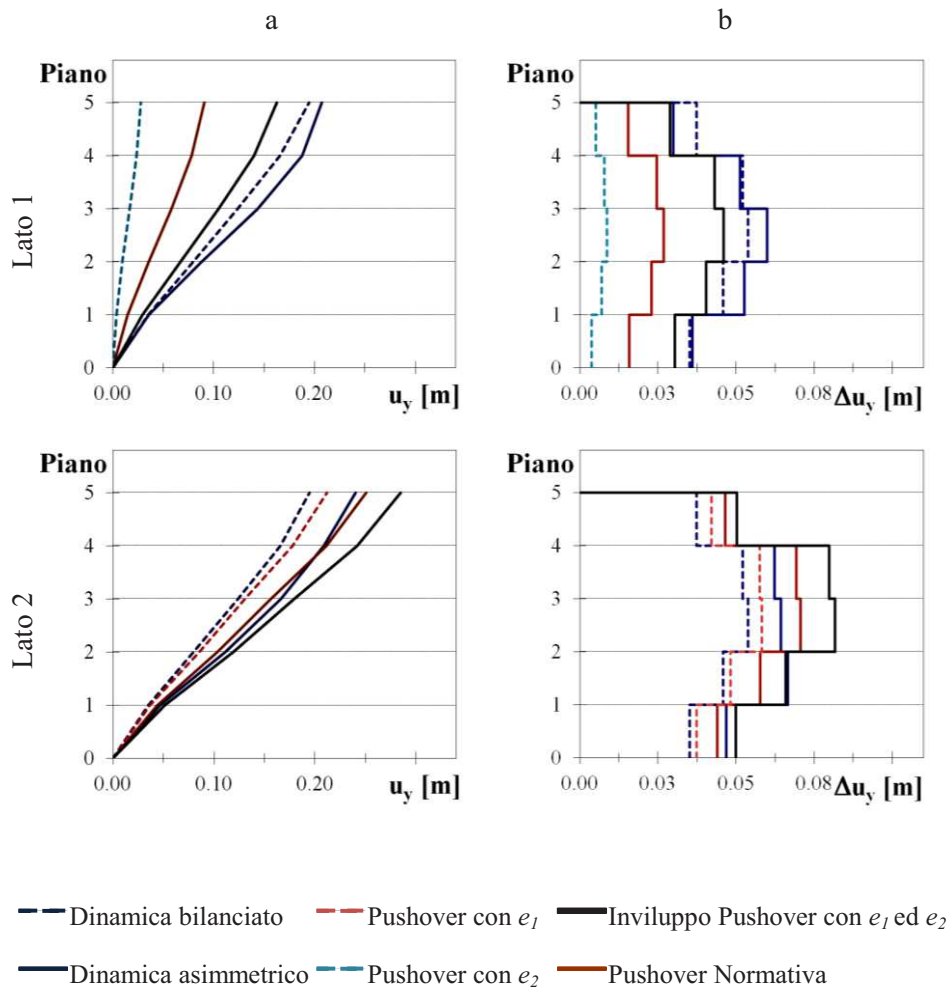 a
b
Lato 1
Piano
5
4
3
2
1
0
0.00 0.10 0.20 u_y [m]
Piano
5
4
3
2
1
0
0.00 0.03 0.05 0.08 Δu_y [m]
Lato 2
Piano
5
4
3
2
1
0
0.00 0.10 0.20 u_y [m]
Piano
5
4
3
2
1
0
0.00 0.03 0.05 0.08 Δu_y [m]
Dinamica bilanciato Pushover con e_1 Inviluppo Pushover con e_1 ed e_2
Dinamica asimmetrico Pushover con e_2 Pushover Normativa